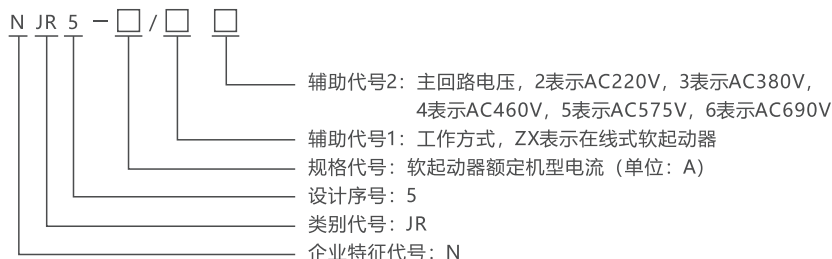 N JR 5 - □ / □ □
辅助代号2：主回路电压，2表示AC220V，3表示AC380V，
4表示AC460V，5表示AC575V，6表示AC690V
辅助代号1：工作方式，ZX表示在线式软起动器
规格代号：软起动器额定机型电流（单位：A）
设计序号：5
类别代号：JR
企业特征代号：N